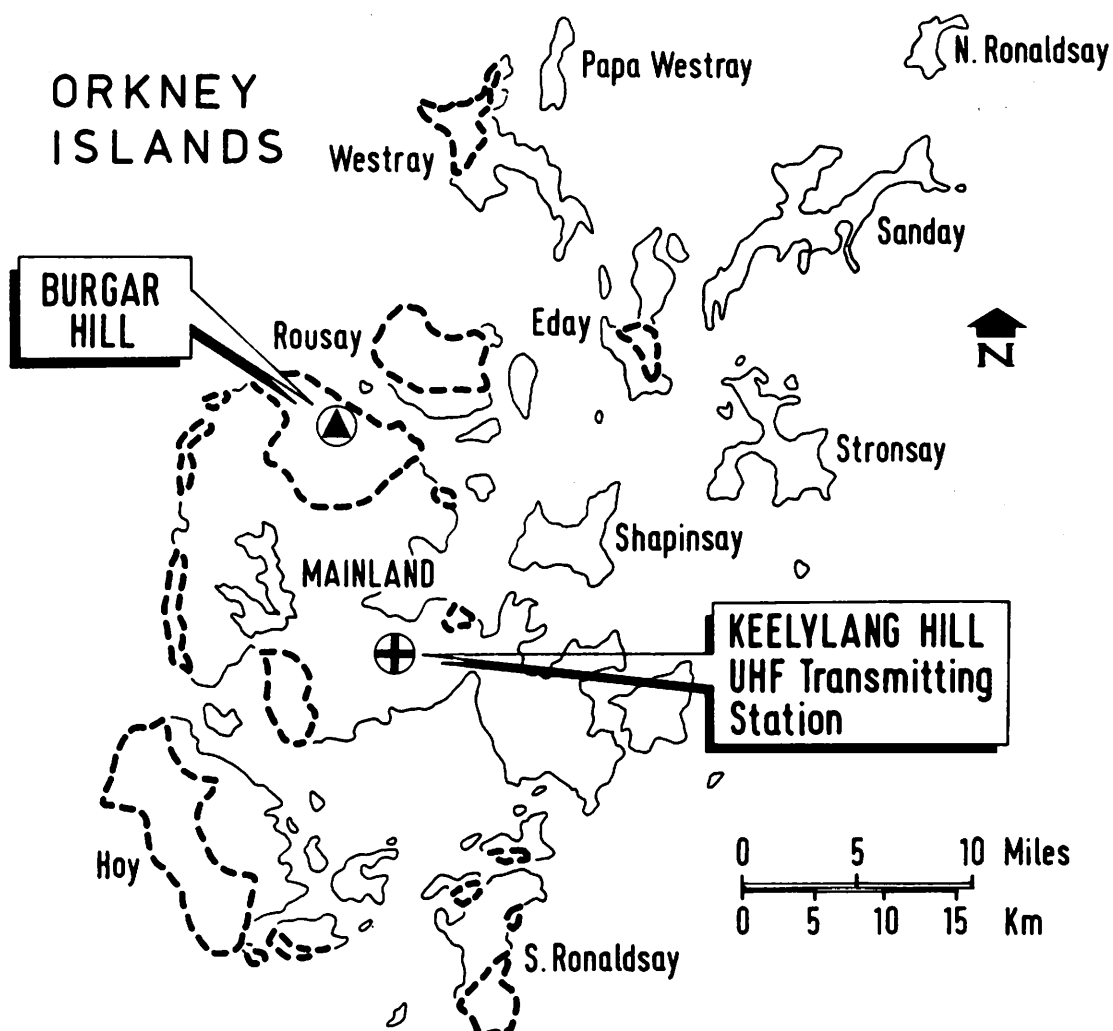 ORKNEY
ISLANDS
Papa Westray
N. Ronaldsay
Westray
Sanday
BURGAR
HILL
Rousay
Eday
N
Stronsay
Shapinsay
MAINLAND
KEELYLANG HILL
UHF Transmitting
Station
Hoy
0 5 10 Miles
0 5 10 15 Km
S. Ronaldsay